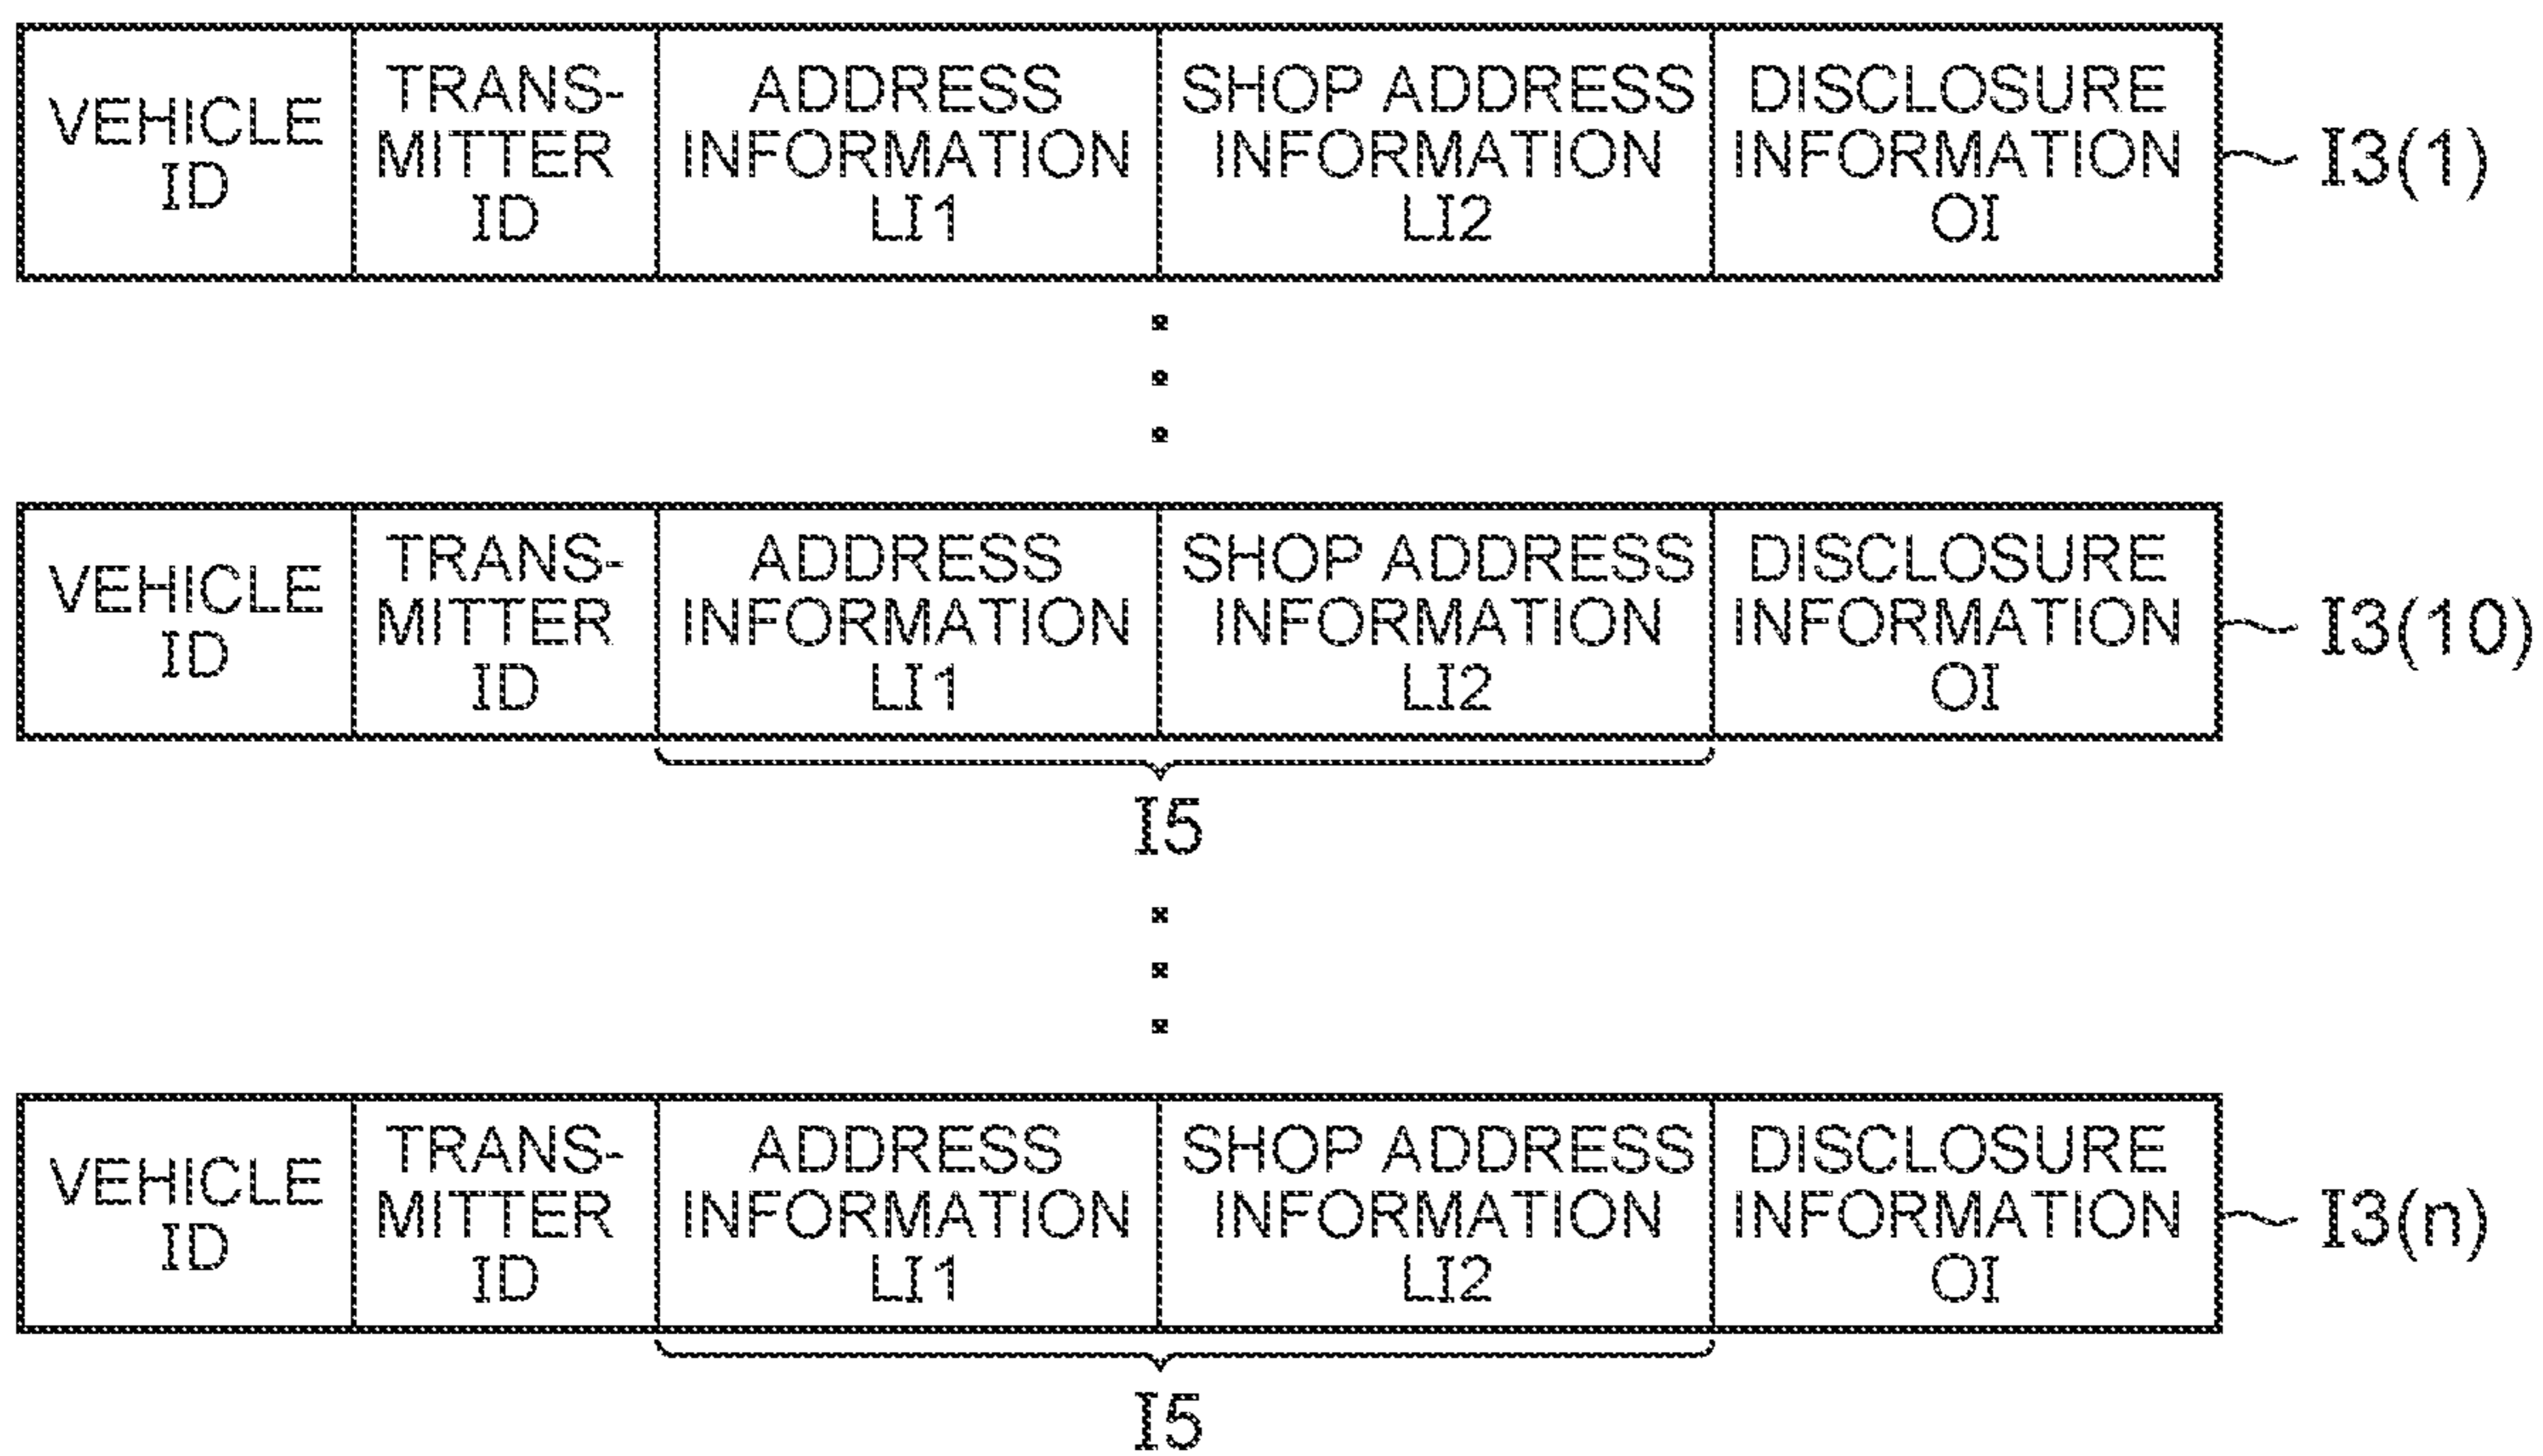 VEHICLE
ID
TRANS-
MITTER
ID
ADDRESS
INFORMATION
LI1
SHOP ADDRESS
INFORMATION
LI2
DISCLOSURE
INFORMATION
OI
I3(1)
VEHICLE
ID
TRANS-
MITTER
ID
ADDRESS
INFORMATION
LI1
SHOP ADDRESS
INFORMATION
LI2
DISCLOSURE
INFORMATION
OI
I3(10)
I5
VEHICLE
ID
TRANS-
MITTER
ID
ADDRESS
INFORMATION
LI1
SHOP ADDRESS
INFORMATION
LI2
DISCLOSURE
INFORMATION
OI
I3(n)
I5